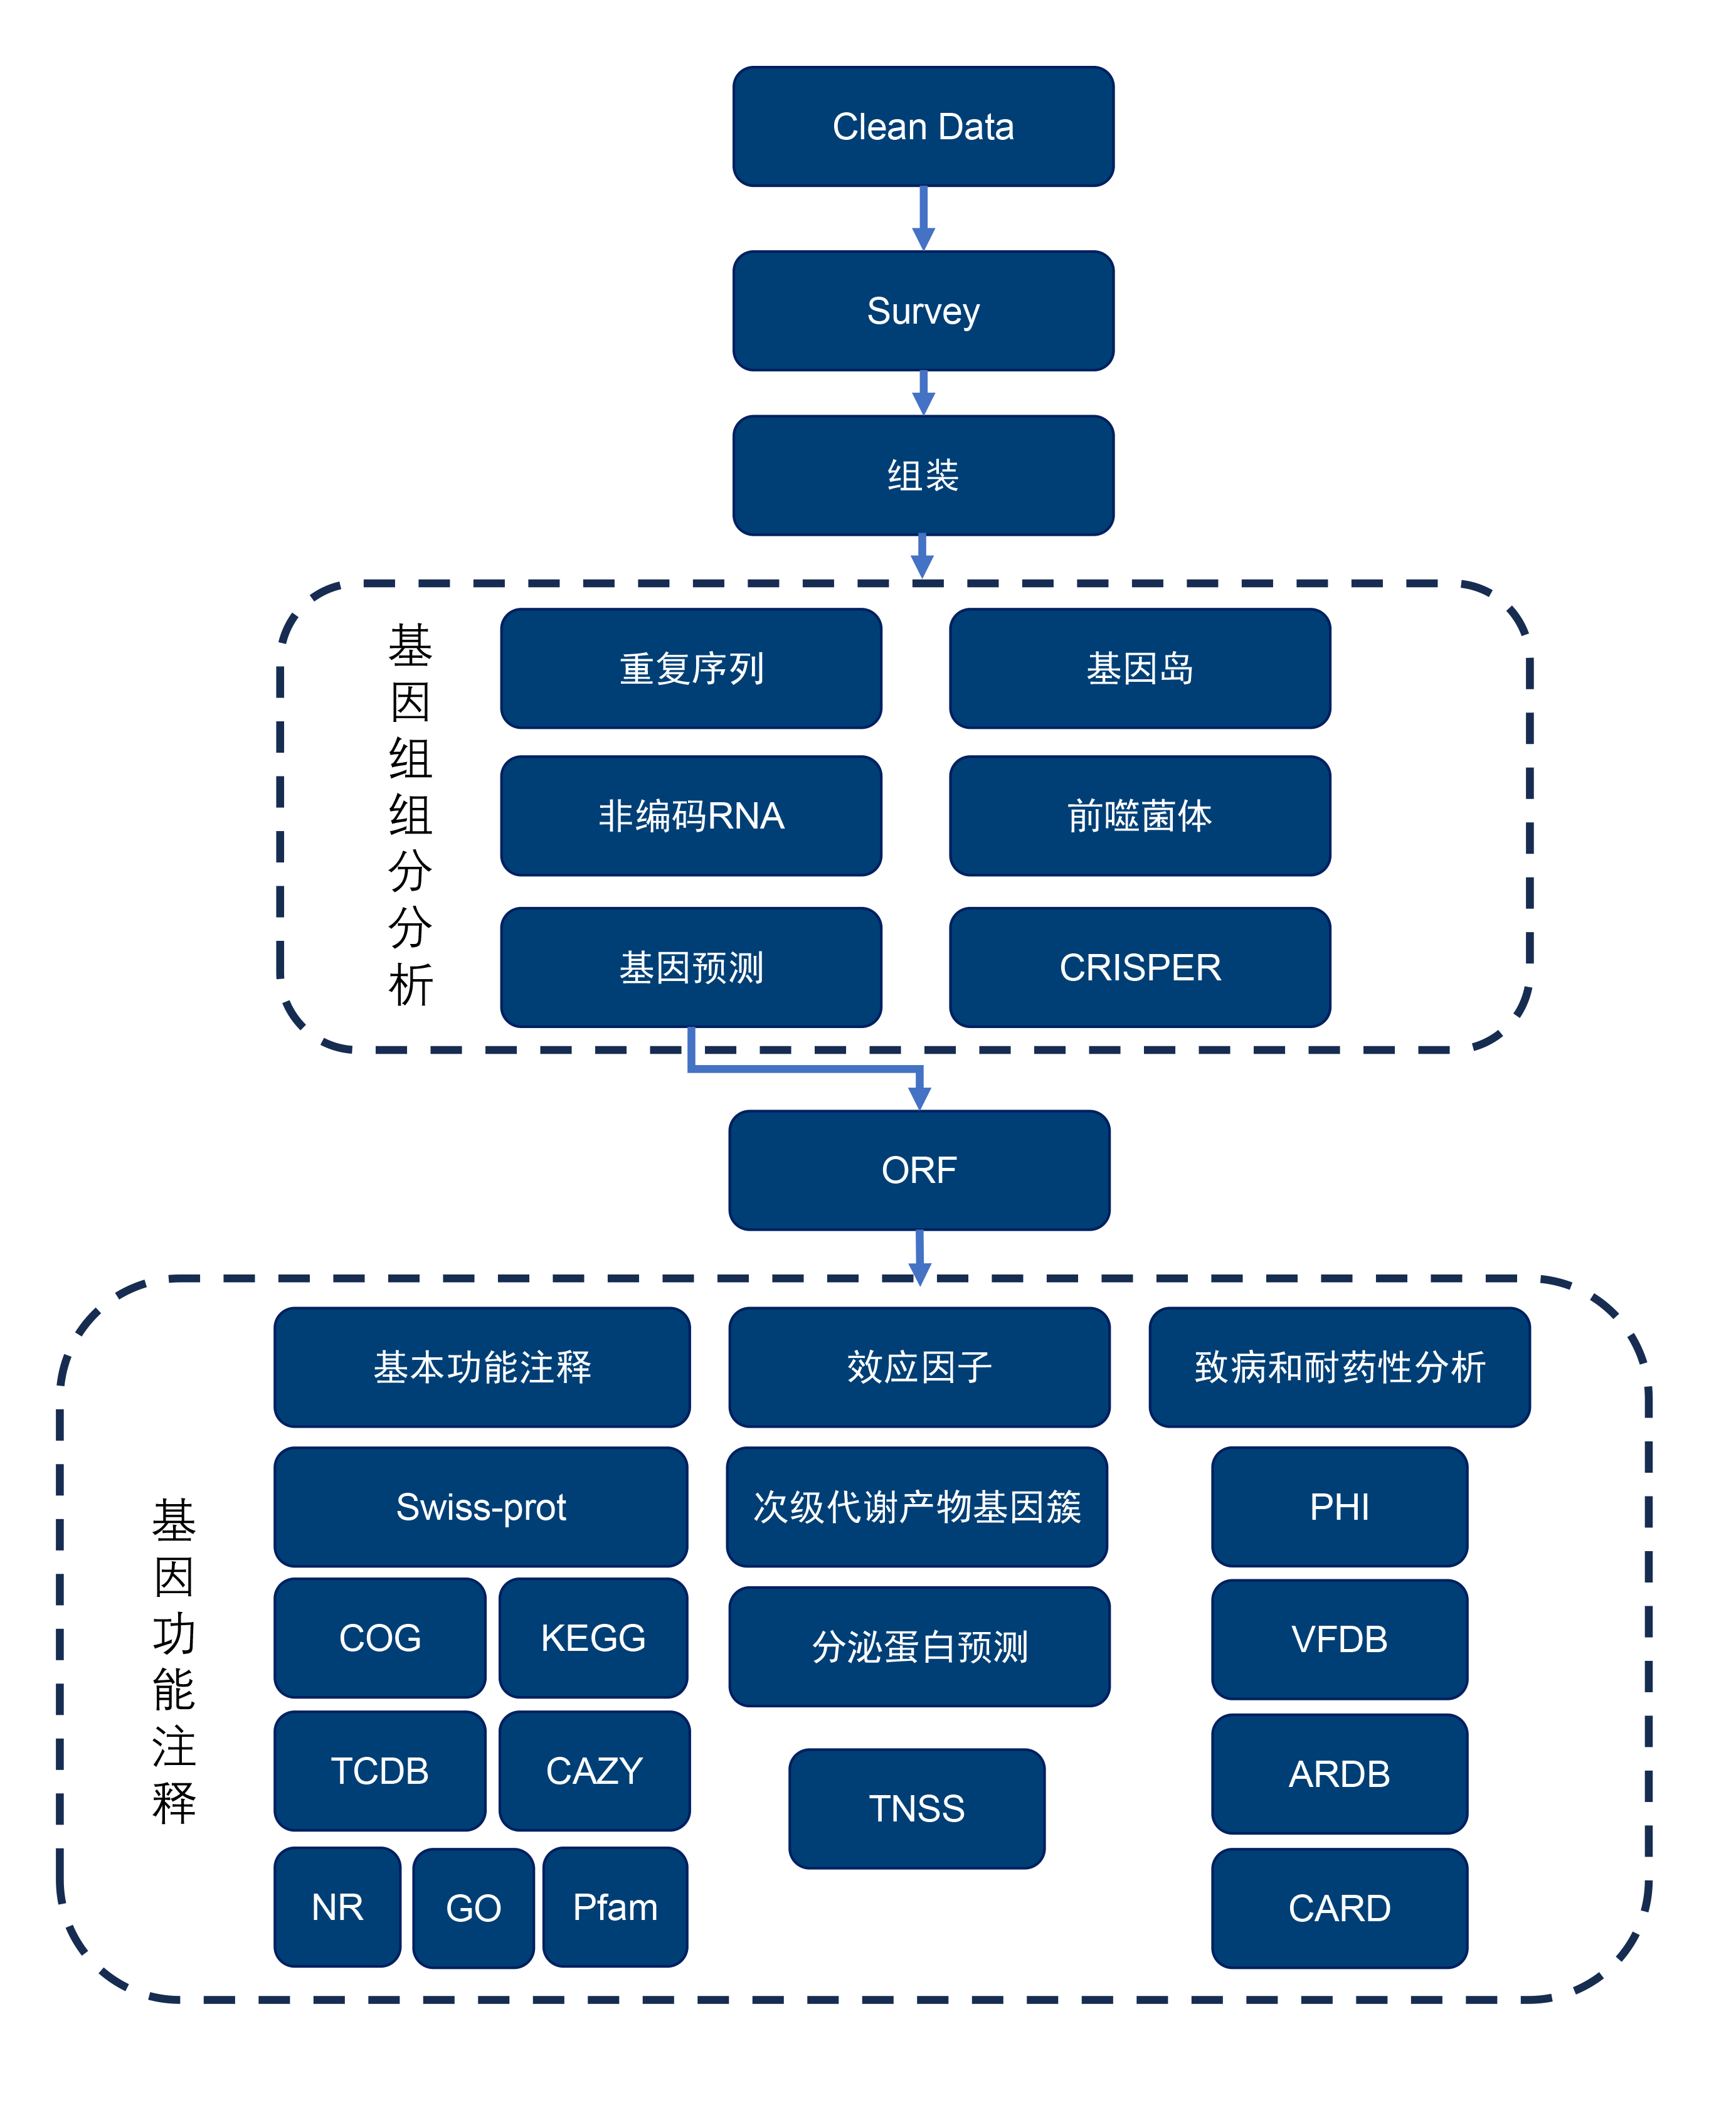 Clean Data
Survey
组装
基因组组分分析
重复序列
基因岛
非编码RNA
前噬菌体
基因预测
CRISPER
ORF
基因功能注释
基本功能注释
效应因子
致病和耐药性分析
Swiss-prot
次级代谢产物基因簇
PHI
COG
KEGG
分泌蛋白预测
VFDB
TCDB
CAZY
TNSS
ARDB
NR
GO
Pfam
CARD